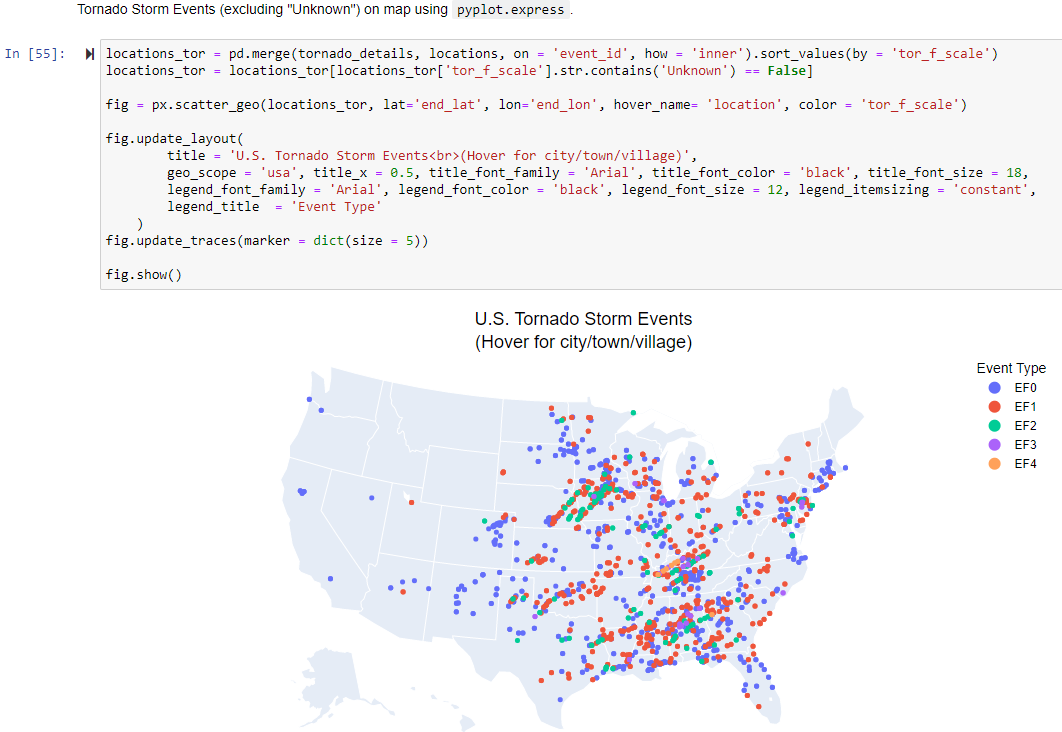 Tornado Storm Events (excluding "Unknown") on map using pyplot.express.
In [55]:
locations_tor = pd.merge(tornado_details, locations, on = 'event_id', how = 'inner').sort_values(by = 'tor_f_scale')
locations_tor = locations_tor[locations_tor['tor_f_scale'].str.contains('Unknown') == False]
fig = px.scatter_geo(locations_tor, lat='end_lat', lon='end_lon', hover_name= 'location', color = 'tor_f_scale')
fig.update_layout(
title = 'U.S. Tornado Storm Events<br>(Hover for city/town/village)',
geo_scope = 'usa', title_x = 0.5, title_font_family = 'Arial', title_font_color = 'black', title_font_size = 18,
legend_font_family = 'Arial', legend_font_color = 'black', legend_font_size = 12, legend_itemsizing = 'constant',
legend_title  = 'Event Type'
)
fig.update_traces(marker = dict(size = 5))
fig.show()
U.S. Tornado Storm Events
(Hover for city/town/village)
Event Type
EF0
EF1
EF2
EF3
EF4